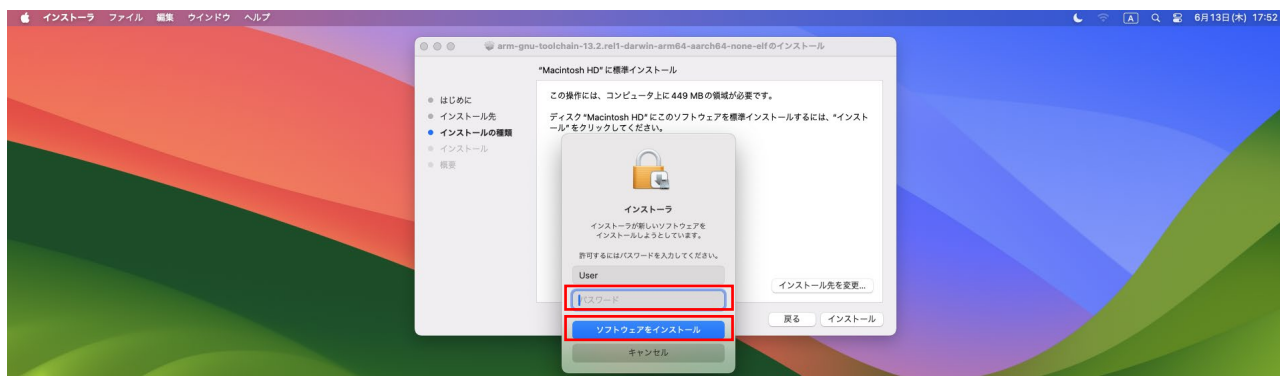 インストーラ ファイル 編集 ウインドウ ヘルプ
A 6月13日(木) 17:52
arm-gnu-toolchain-13.2.rel1-darwin-arm64-aarch64-none-elfのインストール
"Macintosh HD"に標準インストール
はじめに
インストール先
インストールの種類
インストール
概要
この操作には、コンピュータ上に 449 MB の領域が必要です。
ディスク"Macintosh HD"にこのソフトウェアを標準インストールするには、"インスト
ール"をクリックしてください。
インストーラ
インストーラが新しいソフトウェアを
インストールしようとしています。
許可するにはパスワードを入力してください。
User
パスワード
ソフトウェアをインストール
キャンセル
インストール先を変更...
戻る インストール